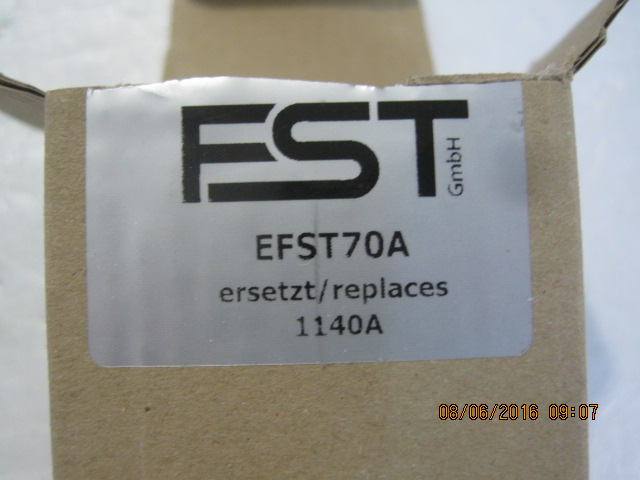 FST
GmbH
EFST70A
ersetzt/replaces
1140A
08/06/2016 09:07